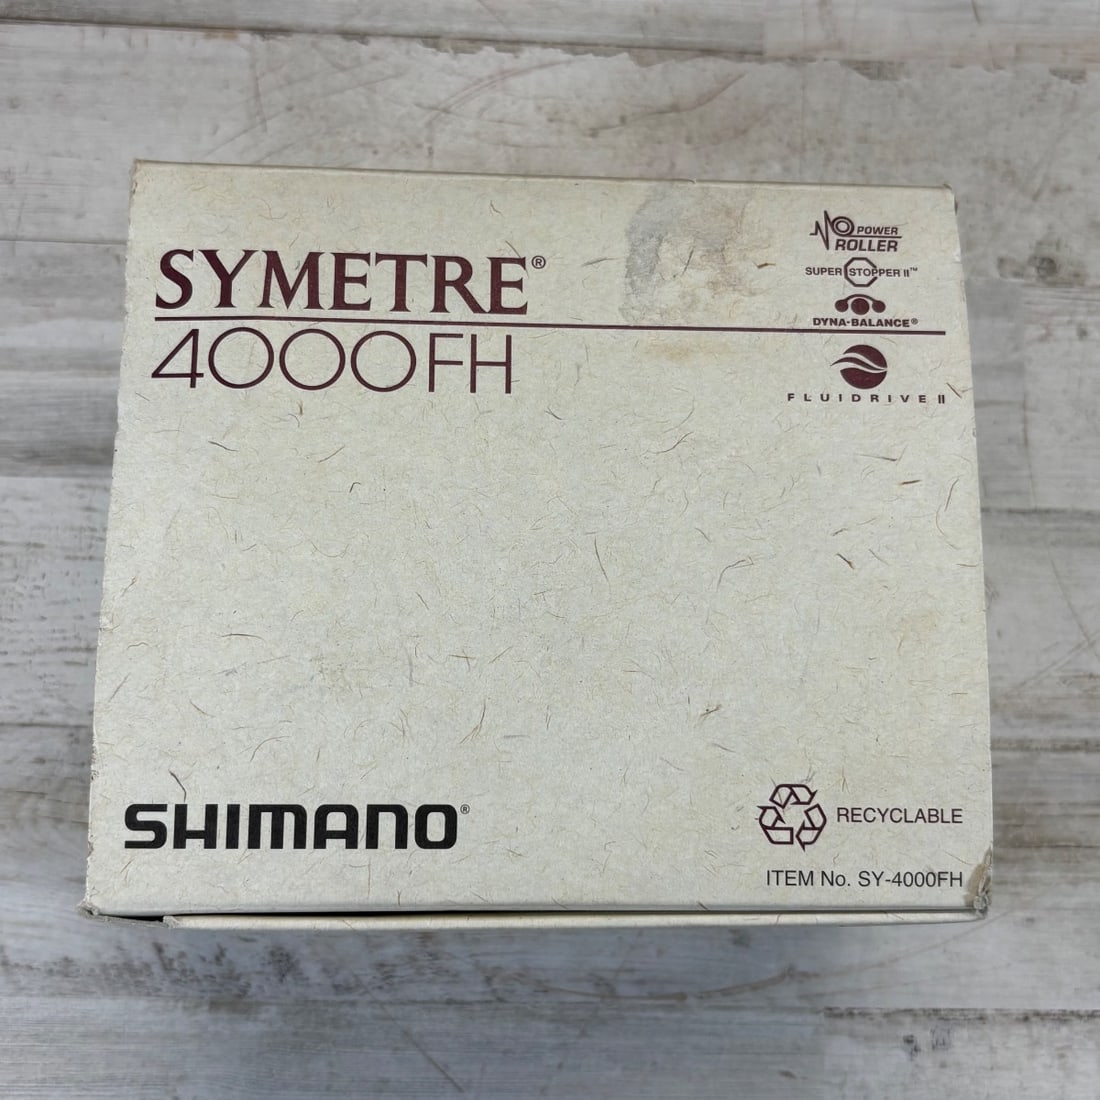 SYMETRE®
4000FH
POWER
ROLLER
SUPER STOPPER II™
DYNA-BALANCE®
FLUIDRIVE II
SHIMANO®
RECYCLABLE
ITEM No. SY-4000FH